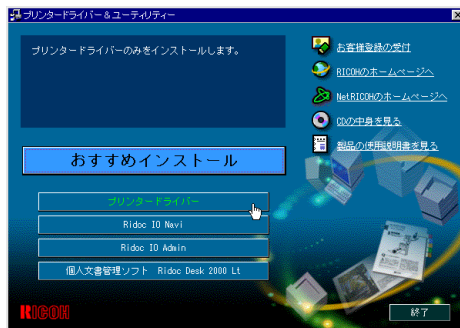 プリンタードライバー＆ユーティリティー
プリンタードライバーのみをインストールします。
お客様登録の受付
RICOHのホームページへ
NetRICOHのホームページへ
CDの中身を見る
製品の使用説明書を見る
おすすめインストール
プリンタードライバー
Ridoc IO Navi
Ridoc IO Admin
個人文書管理ソフト Ridoc Desk 2000 Lt
RICOH
終了